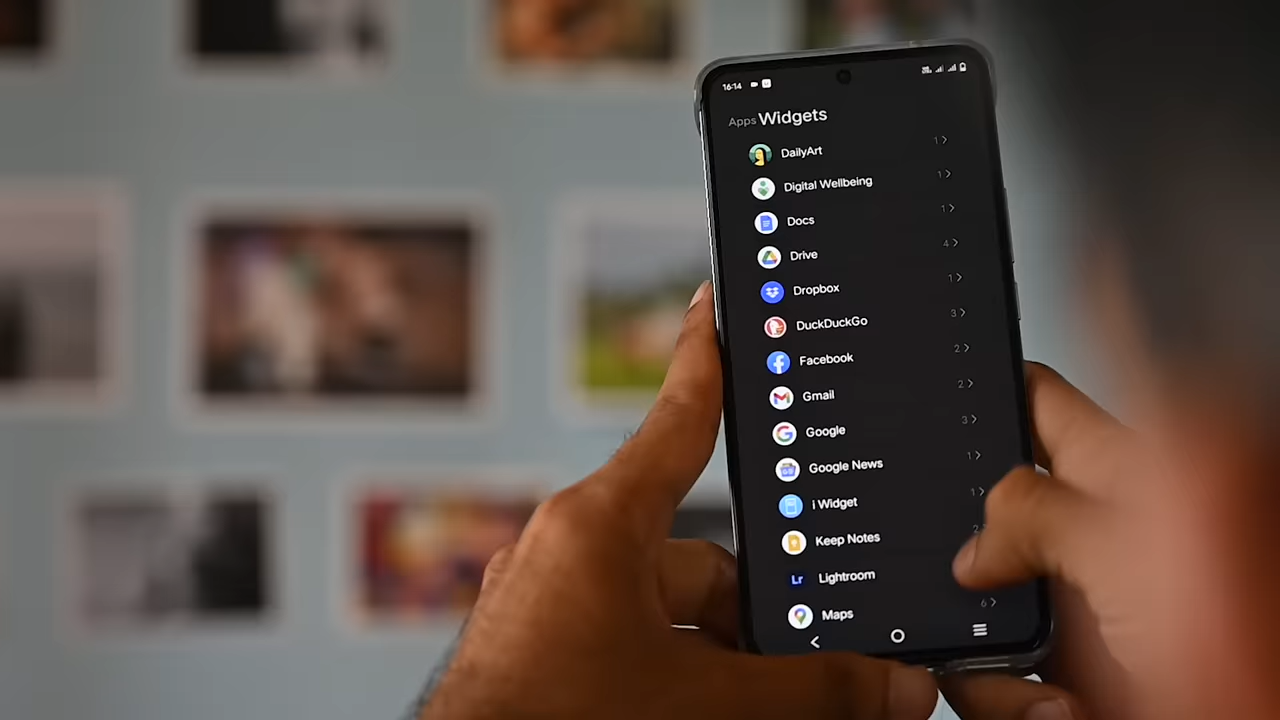 16:14
Apps Widgets
DailyArt 1
Digital Wellbeing 1
Docs 1
Drive 4
Dropbox 1
DuckDuckGo 3
Facebook 2
Gmail 2
Google 3
Google News 1
i Widget 1
Keep Notes 2
Lr Lightroom
Maps 6